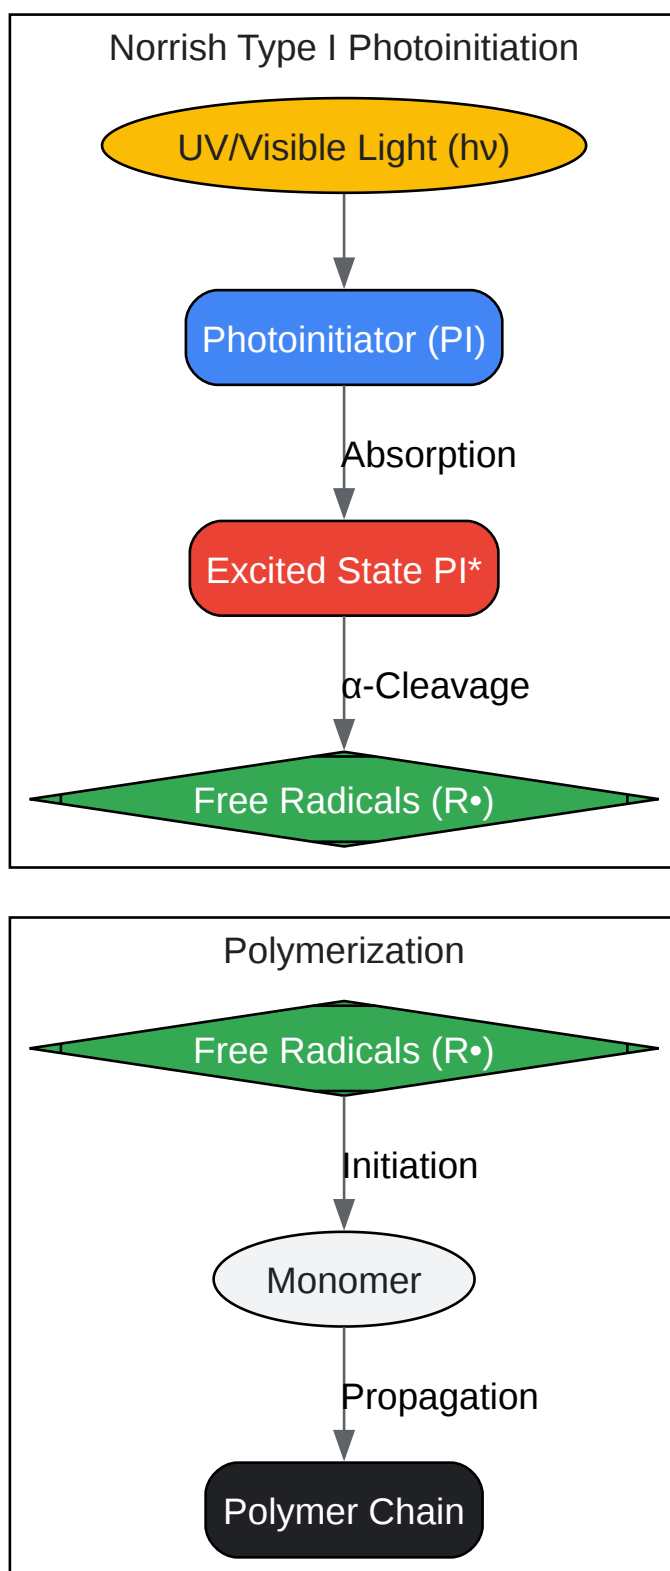 Norrish Type I Photoinitiation
UV/Visible Light (hν)
Photoinitiator (PI)
Absorption
Excited State PI*
α-Cleavage
Free Radicals (R•)
Polymerization
Free Radicals (R•)
Initiation
Monomer
Propagation
Polymer Chain